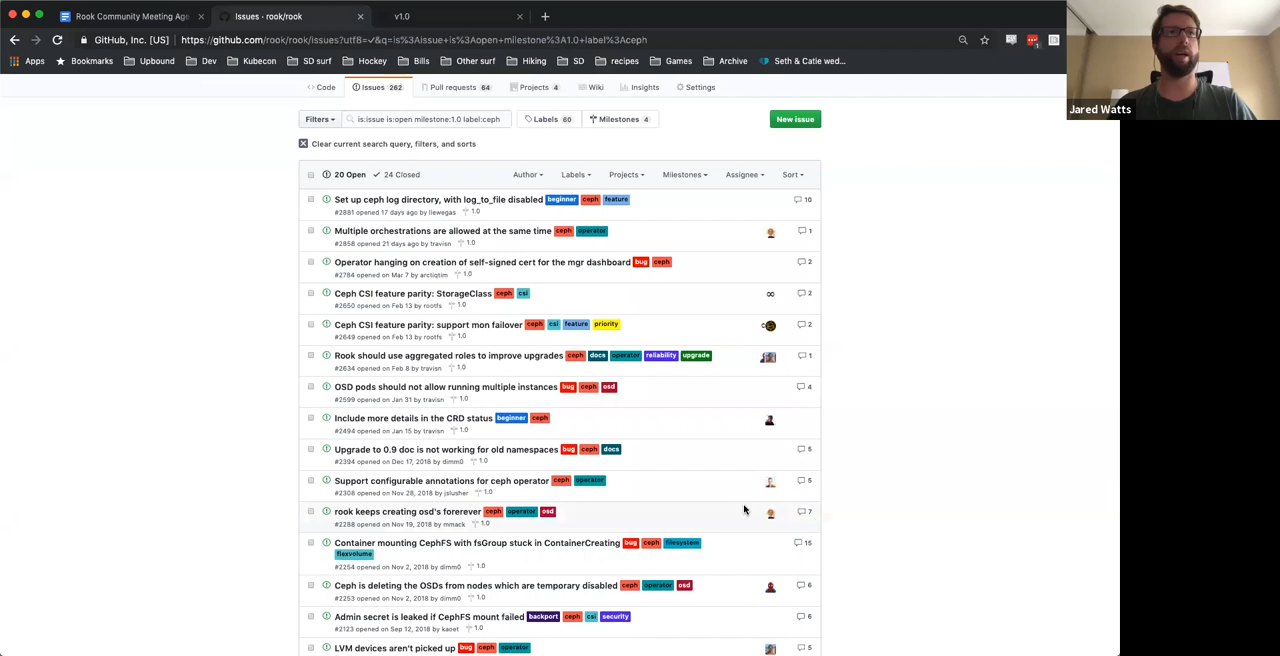 Rook Community Meeting Age
Issues · rook/rook
v1.0
GitHub, Inc. [US]
https://github.com/rook/rook/issues?utf8=✓&q=is%3Aissue+is%3Aopen+milestone%3A1.0+label%3Aceph
Apps
Bookmarks
Upbound
Dev
Kubecon
SD surf
Hockey
Bills
Other surf
Hiking
SD
recipes
Games
Archive
Seth & Catie wed...
Jared Watts
Code
Issues 262
Pull requests 64
Projects 4
Wiki
Insights
Settings
Filters
is:issue is:open milestone:1.0 label:ceph
Labels 60
Milestones 4
New issue
Clear current search query, filters, and sorts
20 Open 24 Closed
Author
Labels
Projects
Milestones
Assignee
Sort
Set up ceph log directory, with log_to_file disabled beginner ceph feature 10
#2881 opened 17 days ago by liewegas 1.0
Multiple orchestrations are allowed at the same time ceph operator 1
#2858 opened 21 days ago by travisn 1.0
Operator hanging on creation of self-signed cert for the mgr dashboard bug ceph 2
#2764 opened on Mar 7 by arctiqtim 1.0
Ceph CSI feature parity: StorageClass ceph csi 2
#2650 opened on Feb 13 by rootfs 1.0
Ceph CSI feature parity: support mon failover ceph csi feature priority 2
#2649 opened on Feb 13 by rootfs 1.0
Rook should use aggregated roles to improve upgrades ceph docs operator reliability upgrade 1
#2634 opened on Feb 8 by travisn 1.0
OSD pods should not allow running multiple instances bug ceph osd 4
#2599 opened on Jan 31 by travisn 1.0
Include more details in the CRD status beginner ceph
#2494 opened on Jan 15 by travisn 1.0
Upgrade to 0.9 doc is not working for old namespaces bug ceph docs 5
#2394 opened on Dec 17, 2018 by dimm0 1.0
Support configurable annotations for ceph operator ceph operator 5
#2308 opened on Nov 28, 2018 by jslusher 1.0
rook keeps creating osd's forerever ceph operator osd 7
#2288 opened on Nov 19, 2018 by mmack 1.0
Container mounting CephFS with fsGroup stuck in ContainerCreating bug ceph filesystem 15
flexvolume
#2254 opened on Nov 2, 2018 by dimm0 1.0
Ceph is deleting the OSDs from nodes which are temporary disabled ceph operator osd 6
#2253 opened on Nov 2, 2018 by dimm0 1.0
Admin secret is leaked if CephFS mount failed backport ceph csi security 6
#2123 opened on Sep 12, 2018 by kaoet 1.0
LVM devices aren't picked up bug ceph operator 5